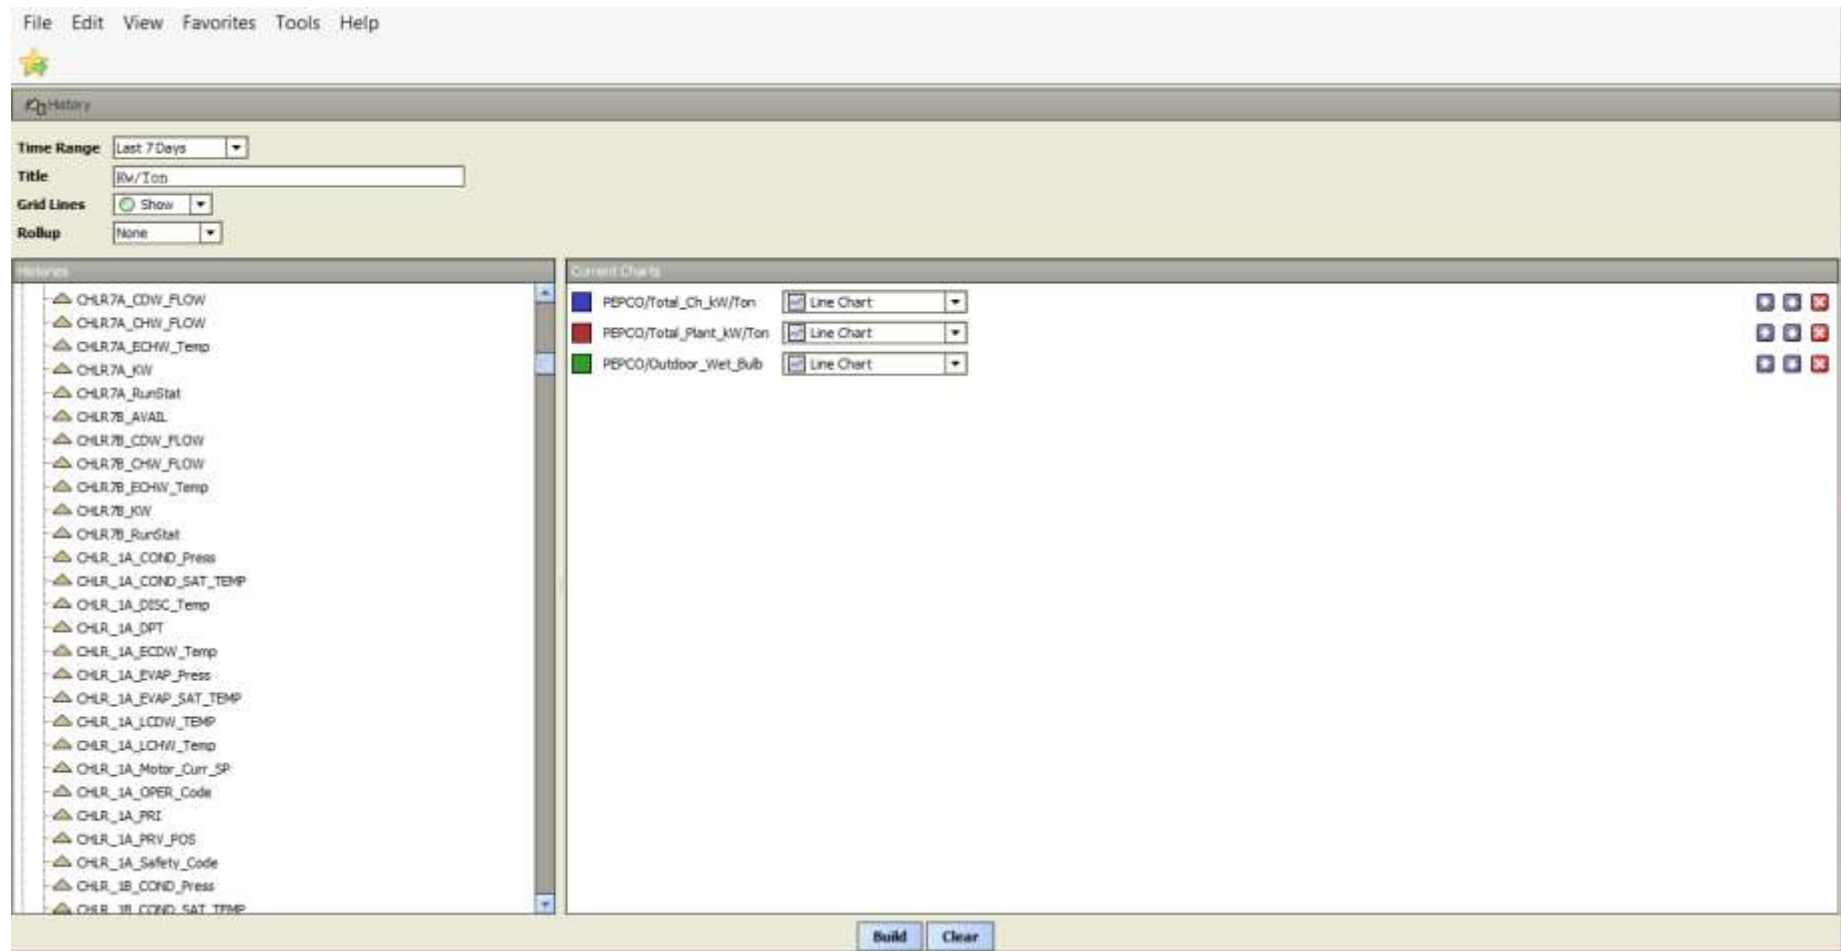 File Edit View Favorites Tools Help
History
Time Range Last 7 Days
Title Kw/Ton
Grid Lines Show
Rollup None
Histories
CHLR7A_CDW_FLOW
CHLR7A_CHW_FLOW
CHLR7A_ECHW_Temp
CHLR7A_KW
CHLR7A_RunStat
CHLR7B_AVAIL
CHLR7B_CDW_FLOW
CHLR7B_CHW_FLOW
CHLR7B_ECHW_Temp
CHLR7B_KW
CHLR7B_RunStat
CHLR_1A_COND_Press
CHLR_1A_COND_SAT_TEMP
CHLR_1A_DISC_Temp
CHLR_1A_DPT
CHLR_1A_ECDW_Temp
CHLR_1A_EVAP_Press
CHLR_1A_EVAP_SAT_TEMP
CHLR_1A_LCDW_TEMP
CHLR_1A_LCHW_Temp
CHLR_1A_Motor_Curr_SP
CHLR_1A_OPER_Code
CHLR_1A_PRI
CHLR_1A_PRV_POS
CHLR_1A_Safety_Code
CHLR_1B_COND_Press
CHLR_1B_COND_SAT_TEMP
Current Charts
PEPCO/Total_Ch_kW/Ton Line Chart
PEPCO/Total_Plant_kW/Ton Line Chart
PEPCO/Outdoor_Wet_Bulb Line Chart
Build Clear